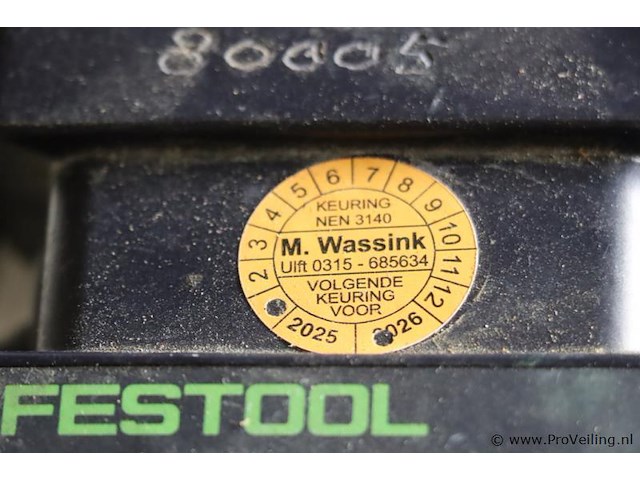 80005
5 6 7 8
4 9
KEURING
NEN 3140
3 10
M. Wassink
Ulft 0315 - 685634
2 11
VOLGENDE
KEURING
VOOR
12
2025 2026
FESTOOL
© www.ProVeiling.nl